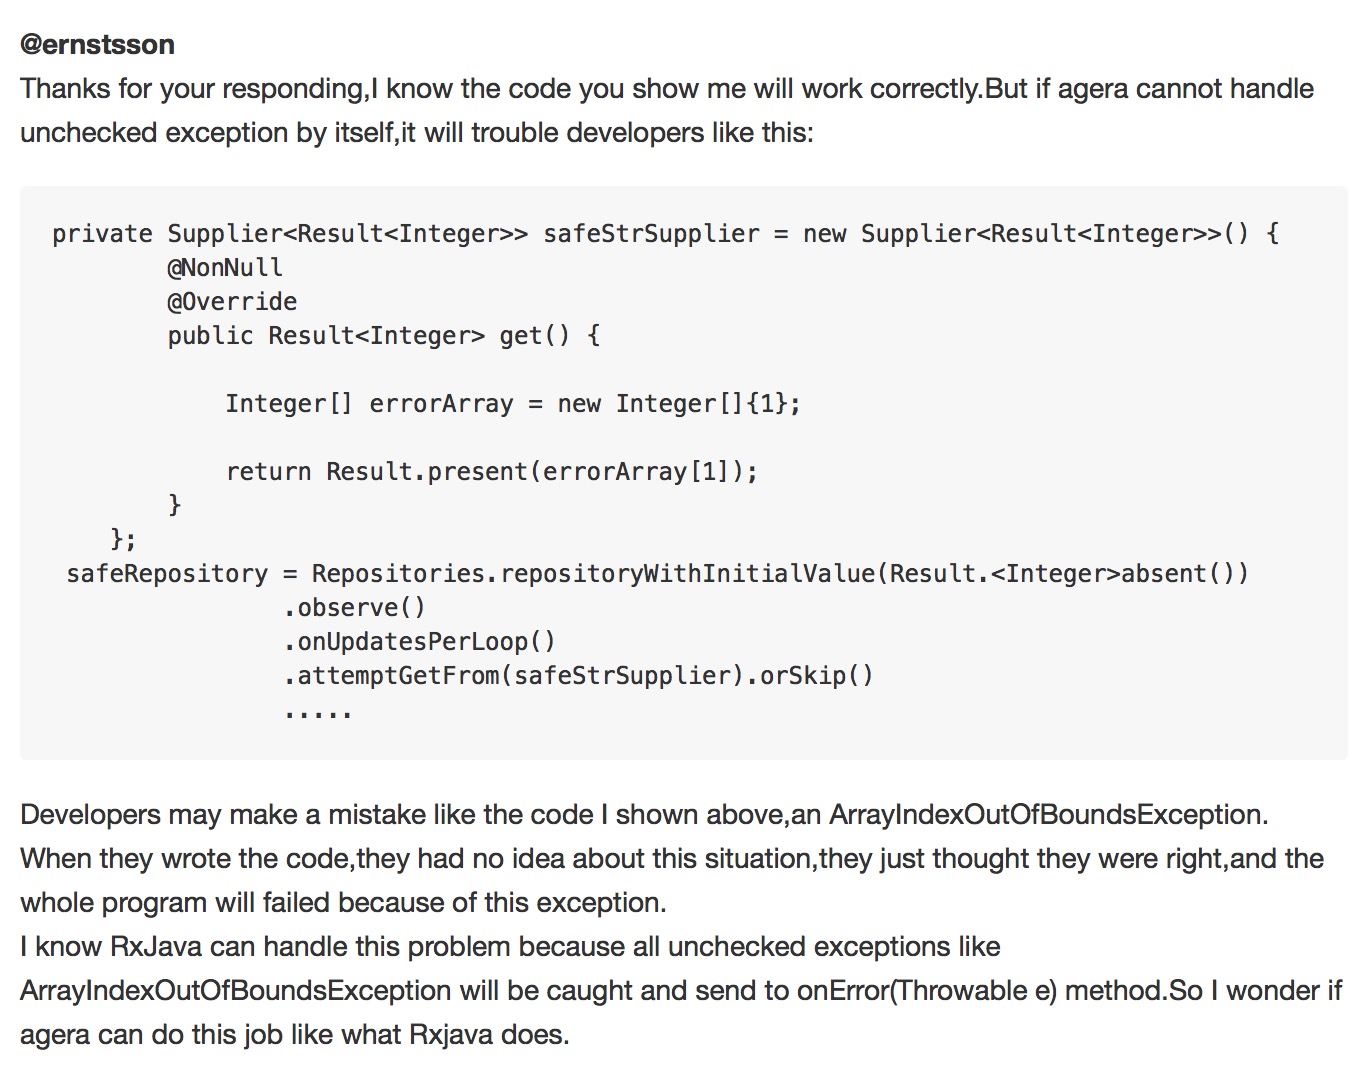 @ernstsson
Thanks for your responding,I know the code you show me will work correctly.But if agera cannot handle
unchecked exception by itself,it will trouble developers like this:
private Supplier<Result<Integer>> safeStrSupplier = new Supplier<Result<Integer>>() {
@NonNull
@Override
public Result<Integer> get() {
Integer[] errorArray = new Integer[]{1};
return Result.present(errorArray[1]);
}
};
safeRepository = Repositories.repositoryWithInitialValue(Result.<Integer>absent())
.observe()
.onUpdatesPerLoop()
.attemptGetFrom(safeStrSupplier).orSkip()
.....
Developers may make a mistake like the code I shown above,an ArrayIndexOutOfBoundsException.
When they wrote the code,they had no idea about this situation,they just thought they were right,and the
whole program will failed because of this exception.
I know RxJava can handle this problem because all unchecked exceptions like
ArrayIndexOutOfBoundsException will be caught and send to onError(Throwable e) method.So I wonder if
agera can do this job like what Rxjava does.